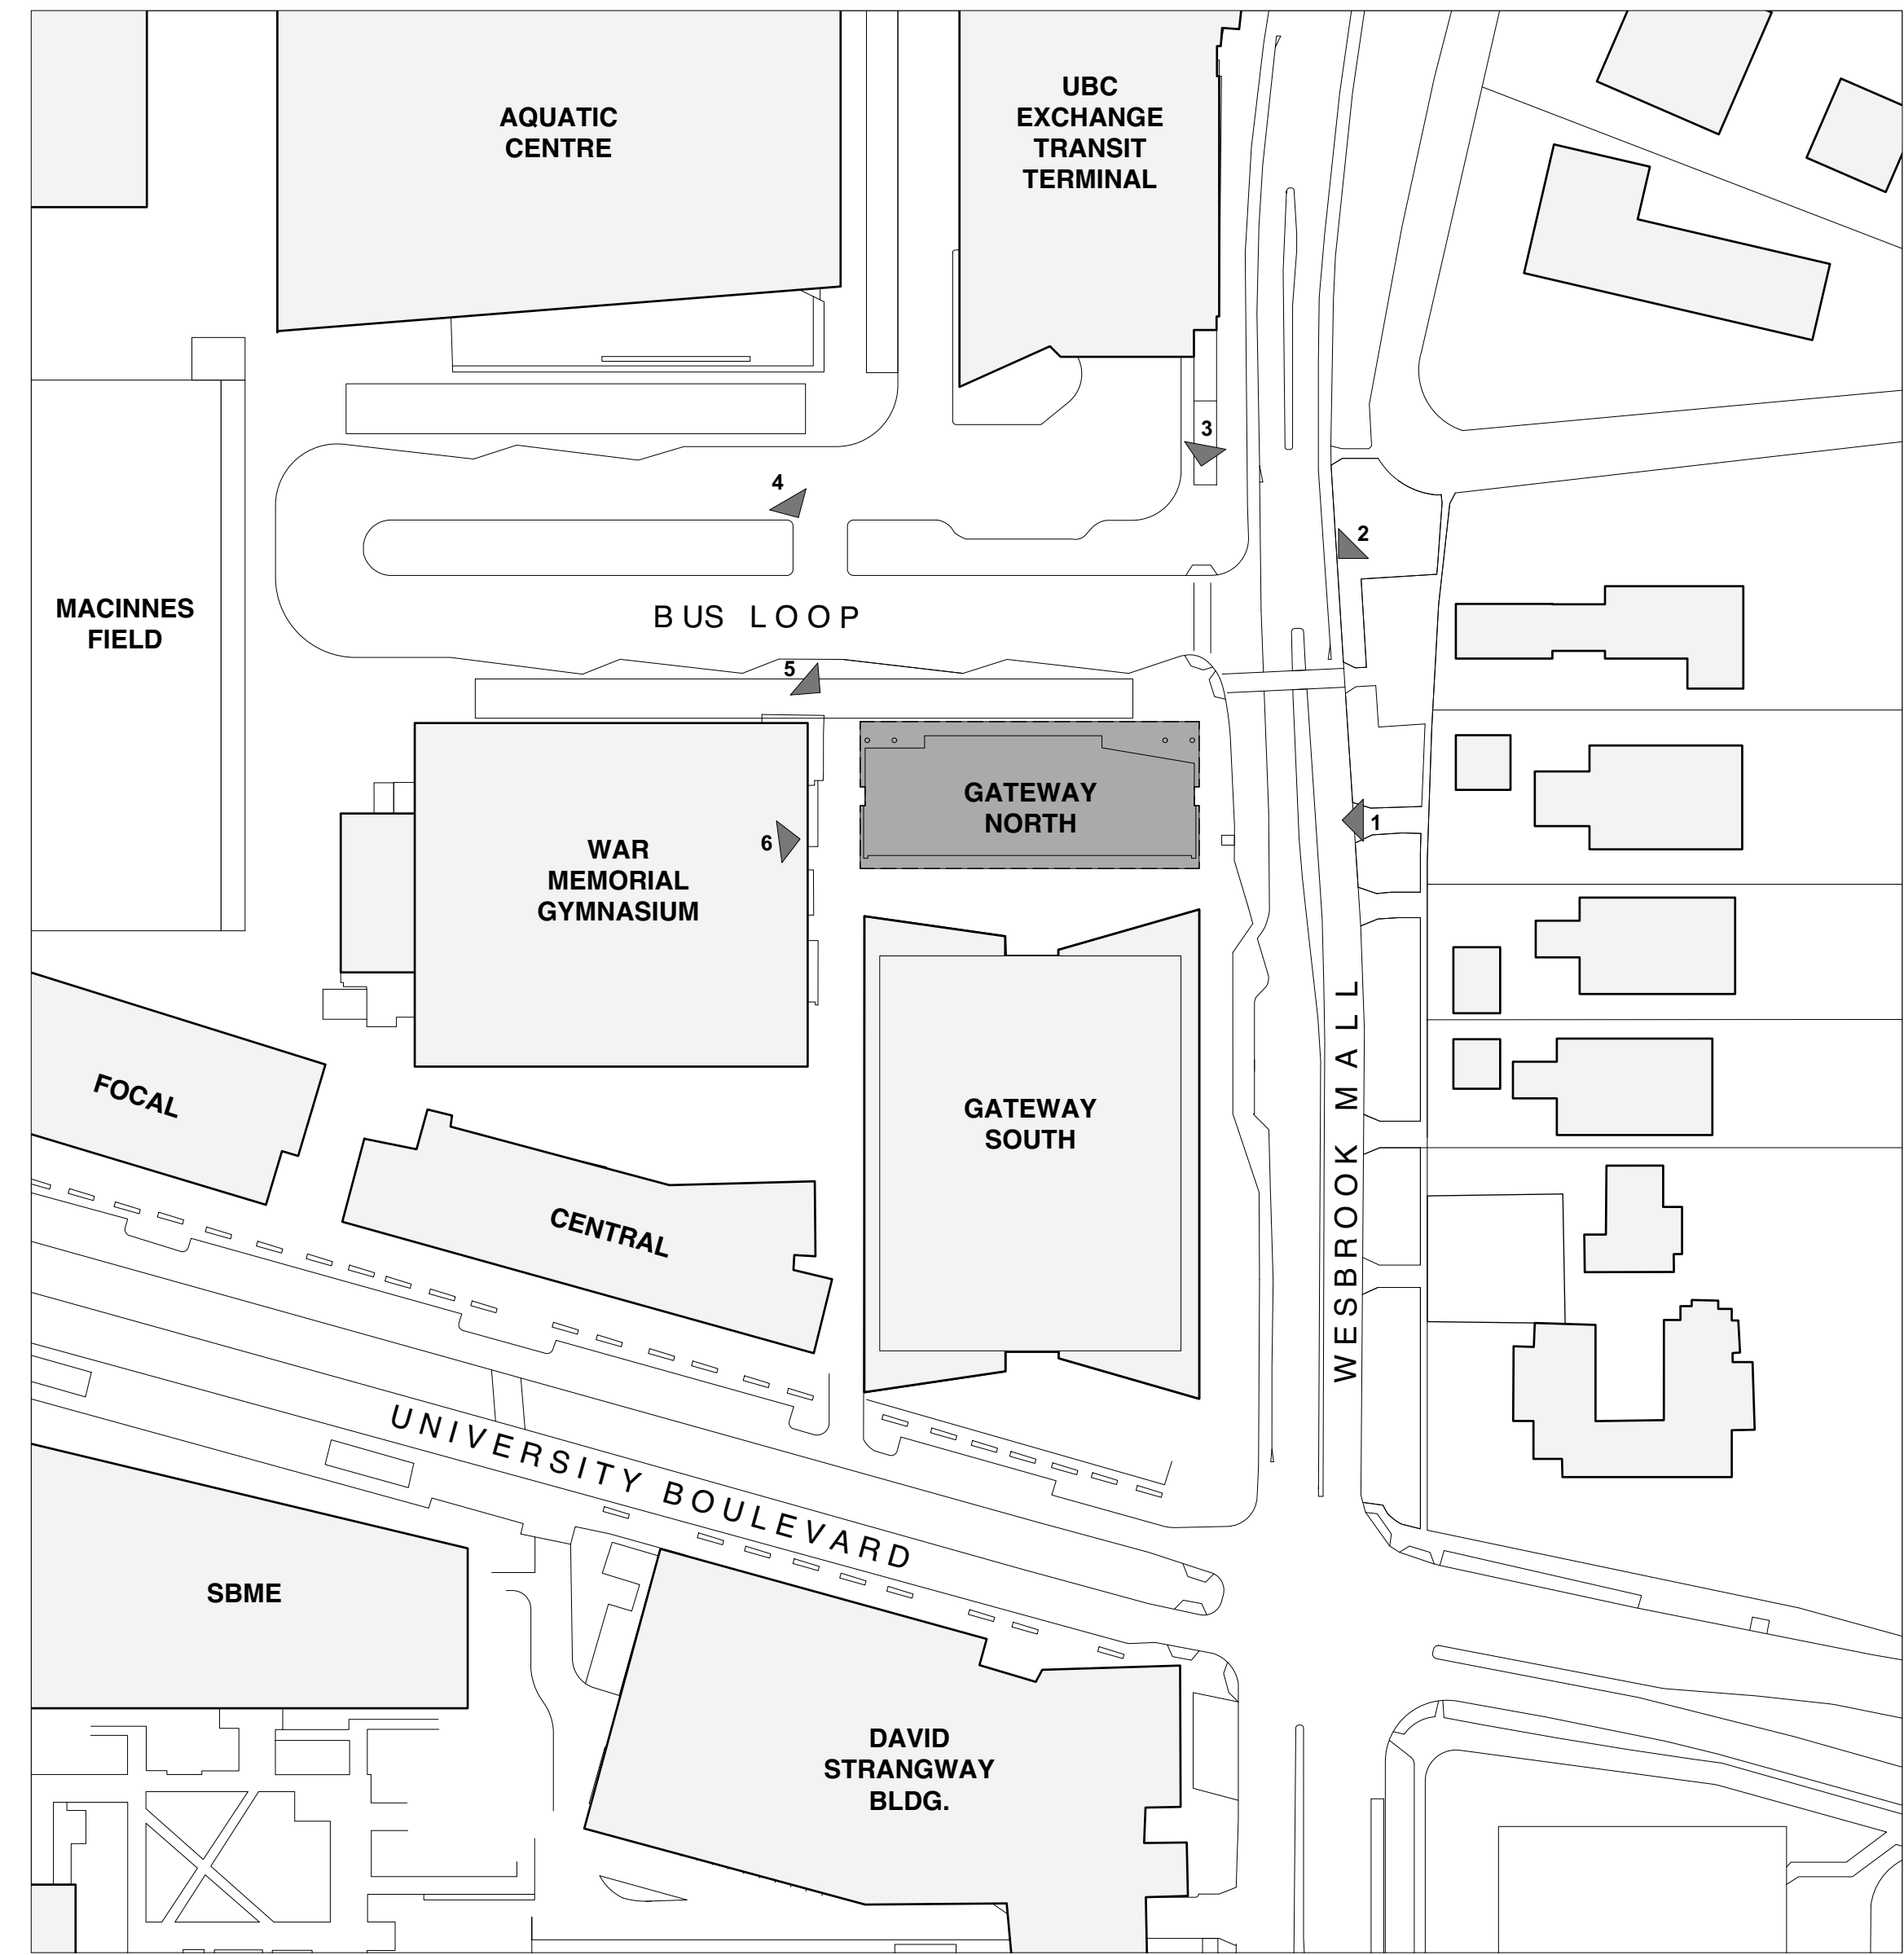 AQUATIC
CENTRE
UBC
EXCHANGE
TRANSIT
TERMINAL
3
4
2
MACINNES
FIELD
BUS LOOP
5
GATEWAY
NORTH
1
6
WAR
MEMORIAL
GYMNASIUM
FOCAL
GATEWAY
SOUTH
WESBROOK MALL
CENTRAL
UNIVERSITY BOULEVARD
SBME
DAVID
STRANGWAY
BLDG.